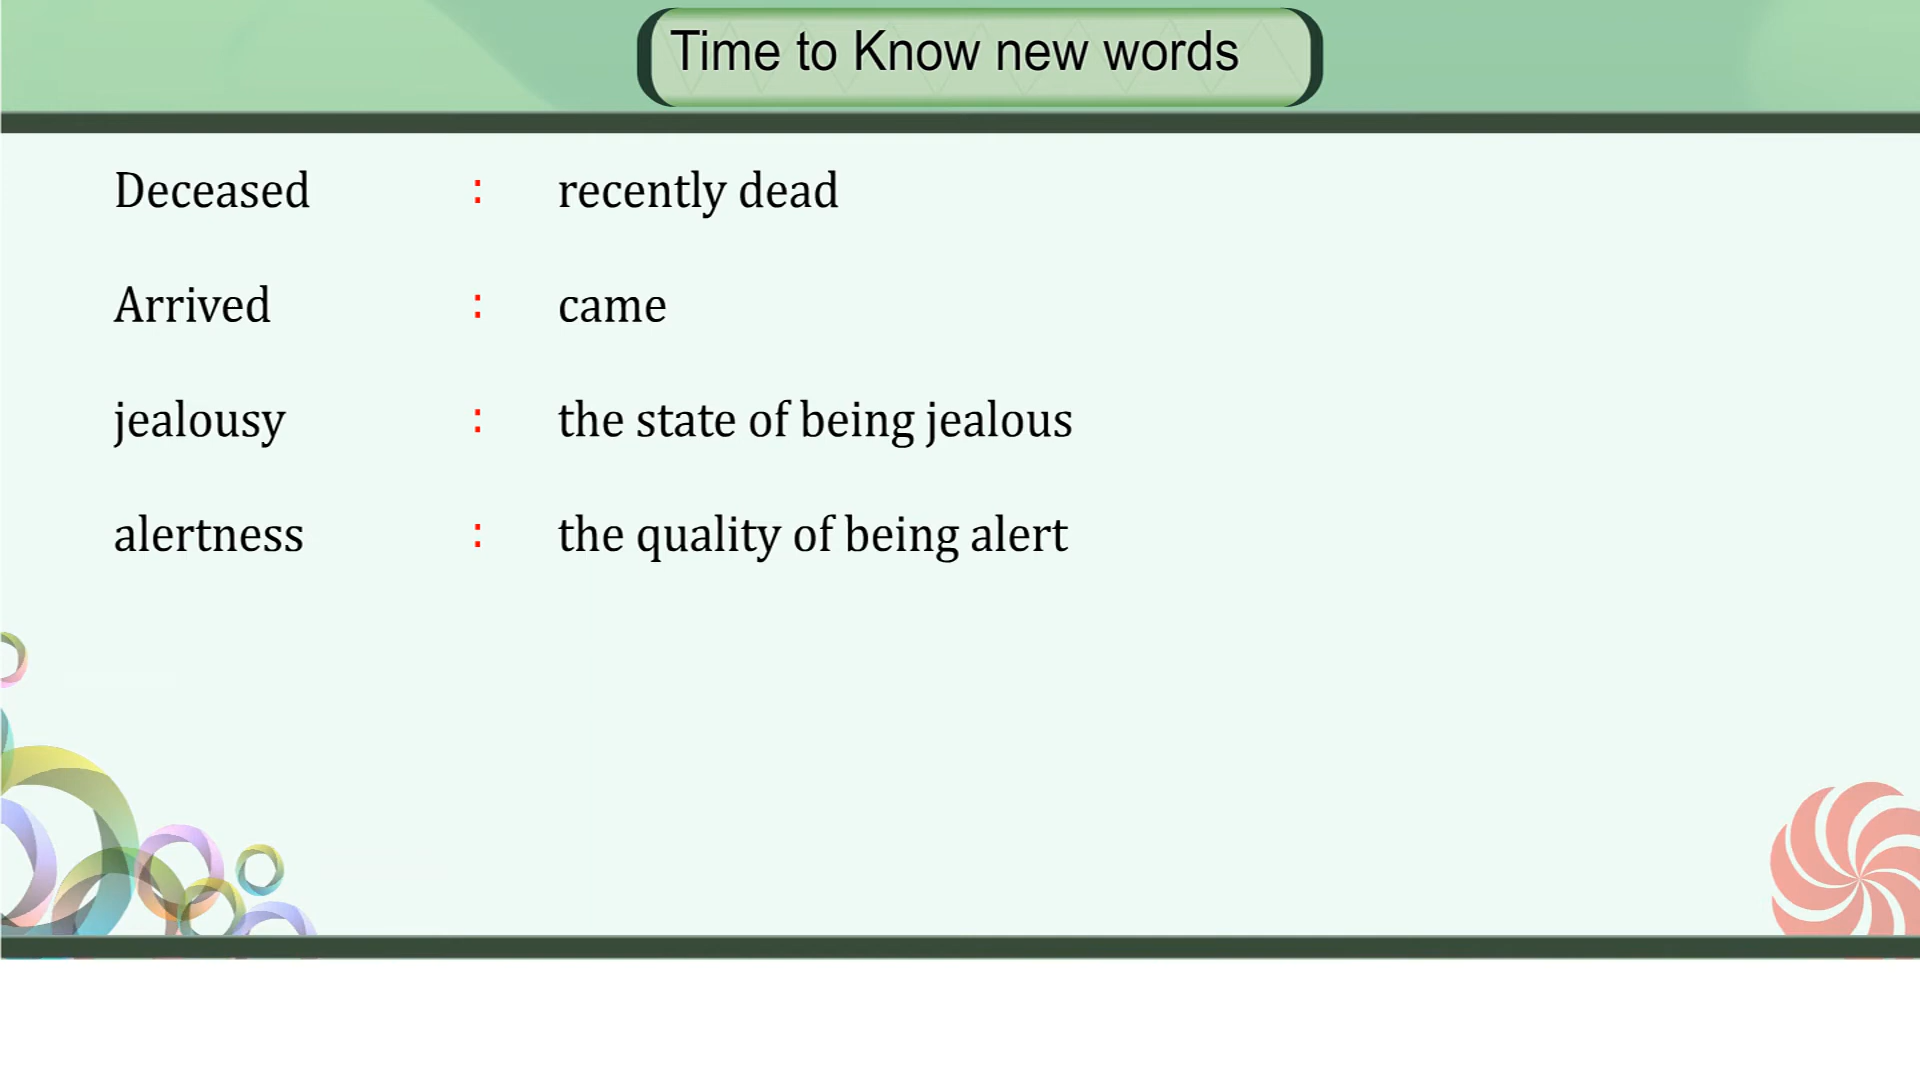 Time to Know new words
Deceased : recently dead
Arrived : came
jealousy : the state of being jealous
alertness : the quality of being alert